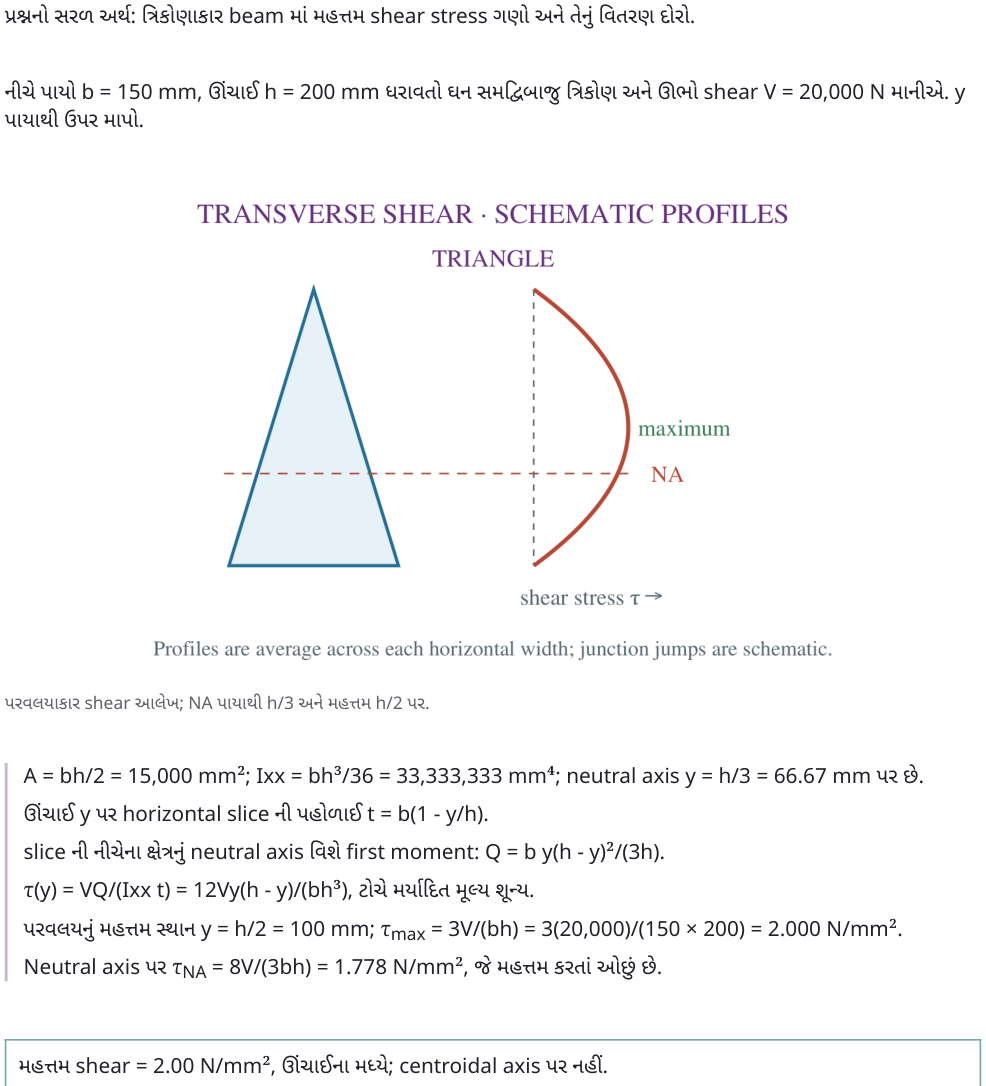 પ્રશ્નનો સરળ અર્થ: ત્રિકોણાકાર beam માં મહત્તમ shear stress ગણો અને તેનું વિતરણ દોરો.
નીચે પાયો b = 150 mm, ઊંચાઈ h = 200 mm ધરાવતો ઘન સમદ્વિબાજુ ત્રિકોણ અને ઊભો shear V = 20,000 N માનીએ. y
પાયાથી ઉપર માપો.
TRANSVERSE SHEAR · SCHEMATIC PROFILES
TRIANGLE
maximum
NA
shear stress τ →
Profiles are average across each horizontal width; junction jumps are schematic.
પરવલયાકાર shear આલેખ; NA પાયાથી h/3 અને મહત્તમ h/2 પર.
A = bh/2 = 15,000 mm²; Ixx = bh³/36 = 33,333,333 mm⁴; neutral axis y = h/3 = 66.67 mm પર છે.
ઊંચાઈ y પર horizontal slice ની પહોળાઈ t = b(1 - y/h).
slice ની નીચેના ક્ષેત્રનું neutral axis વિશે first moment: Q = b y(h - y)²/(3h).
τ(y) = VQ/(Ixx t) = 12Vy(h - y)/(bh³), ટોચે મર્યાદિત મૂલ્ય શૂન્ય.
પરવલયનું મહત્તમ સ્થાન y = h/2 = 100 mm; τmax = 3V/(bh) = 3(20,000)/(150 × 200) = 2.000 N/mm².
Neutral axis પર τNA = 8V/(3bh) = 1.778 N/mm², જે મહત્તમ કરતાં ઓછું છે.
મહત્તમ shear = 2.00 N/mm², ઊંચાઈના મધ્યે; centroidal axis પર નહીં.